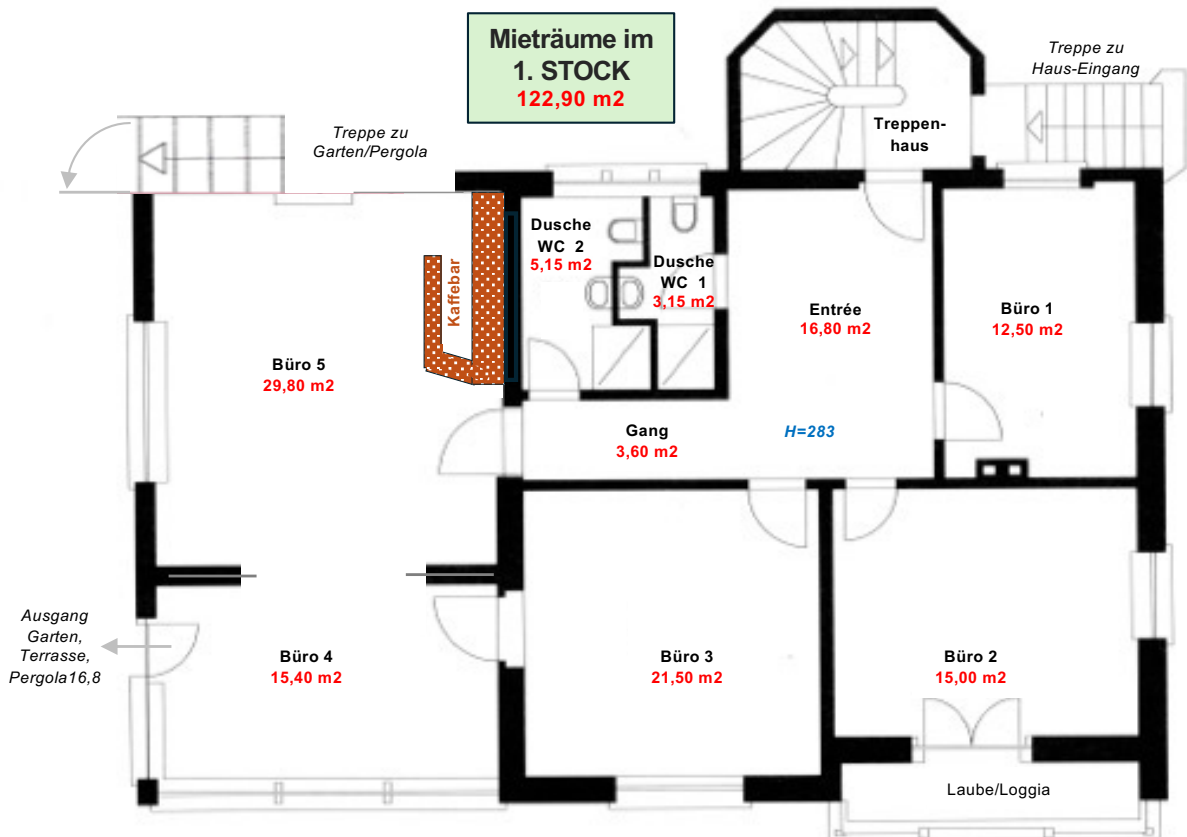 Mieträume im
1. STOCK
122,90 m2
Treppe zu
Haus-Eingang
Treppe zu
Garten/Pergola
Treppen-
haus
Dusche
WC 2
5,15 m2
Dusche
WC 1
3,15 m2
Kaffebar
Entrée
16,80 m2
Büro 1
12,50 m2
Büro 5
29,80 m2
Gang
3,60 m2
H=283
Ausgang
Garten,
Terrasse,
Pergola16,8
Büro 4
15,40 m2
Büro 3
21,50 m2
Büro 2
15,00 m2
Laube/Loggia